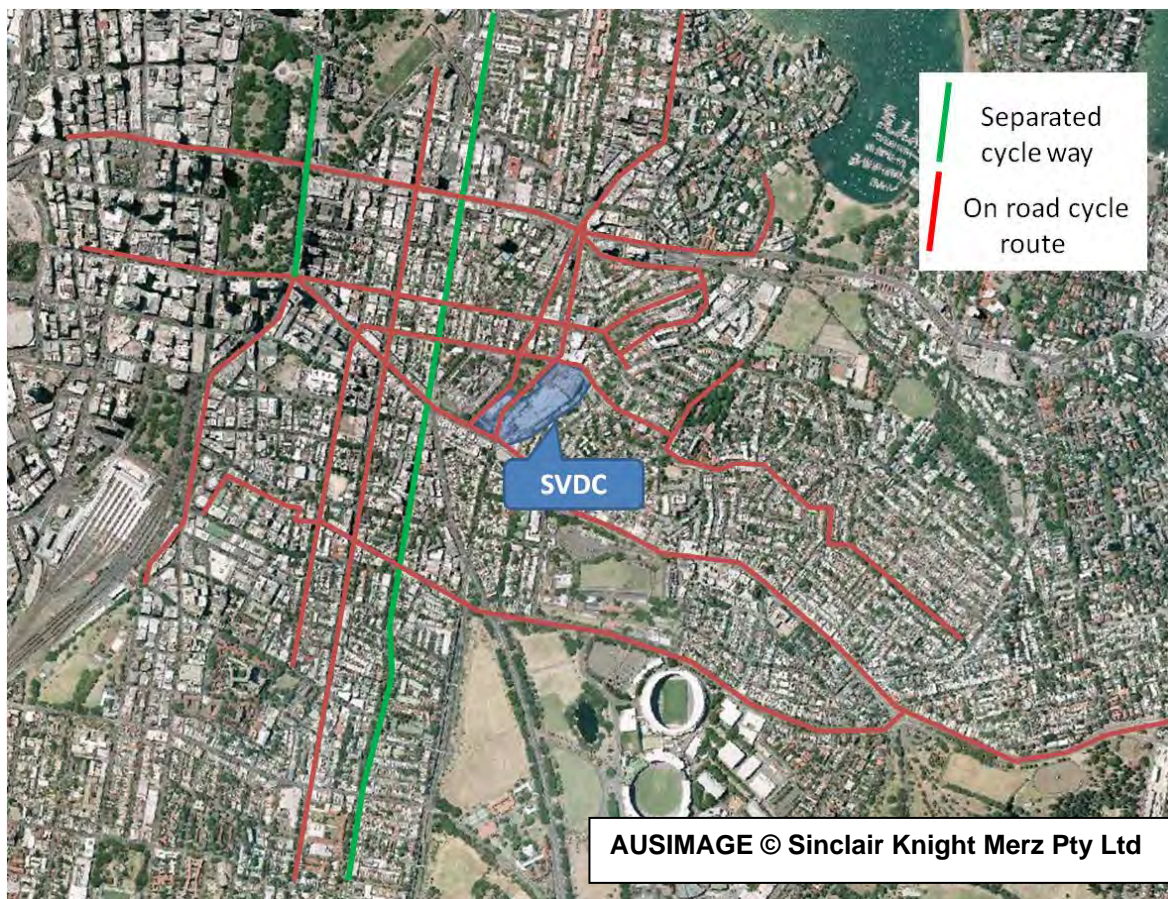 Separated
cycle way
On road cycle
route
SVDC
AUSIMAGE © Sinclair Knight Merz Pty Ltd